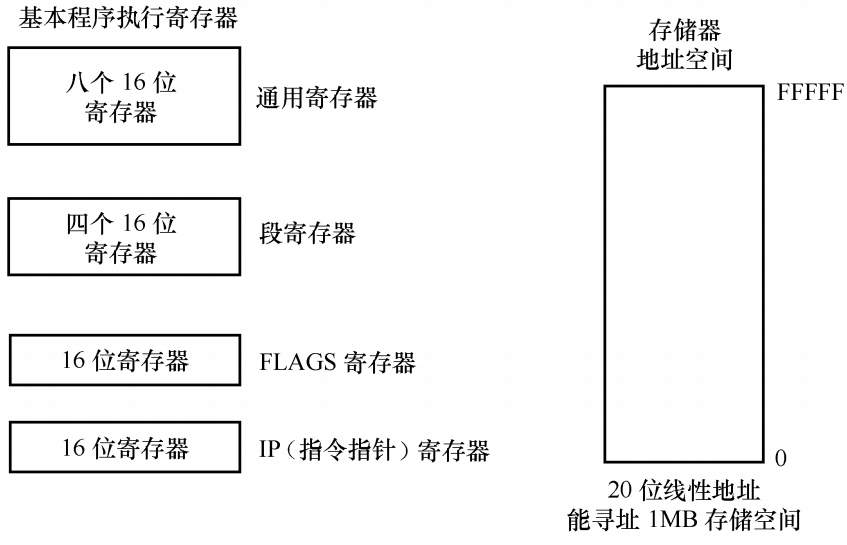 基本程序执行寄存器
八个 16 位
寄存器
通用寄存器
四个 16 位
寄存器
段寄存器
16 位寄存器
FLAGS 寄存器
16 位寄存器
IP（指令指针）寄存器
存储器
地址空间
FFFFF
0
20 位线性地址
能寻址 1MB 存储空间